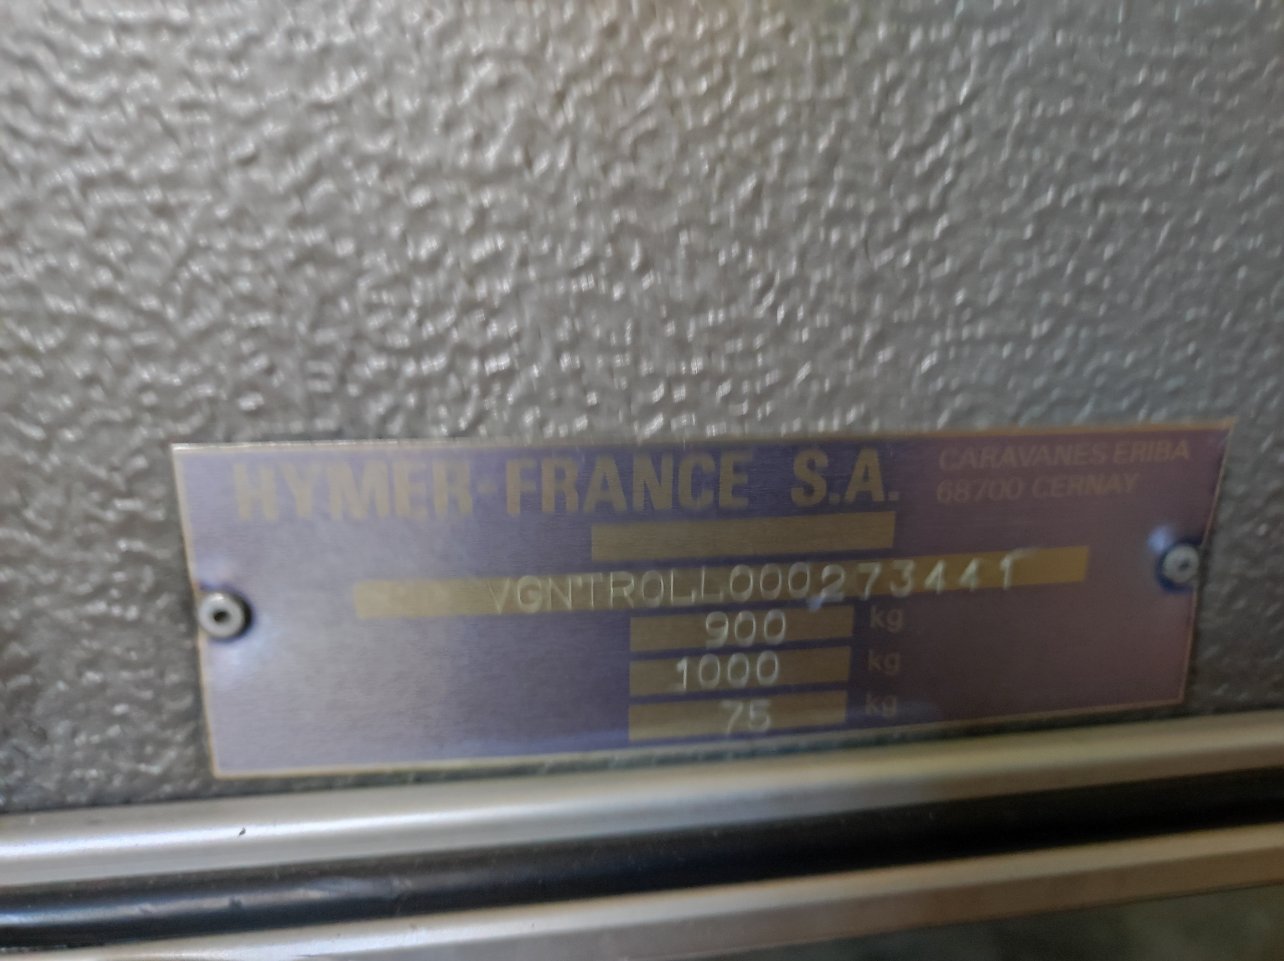 HYMER-FRANCE S.A.
CARAVANES ERIBA
68700 CERNAY
VGNTROLL000273441
900 kg
1000 kg
75 kg